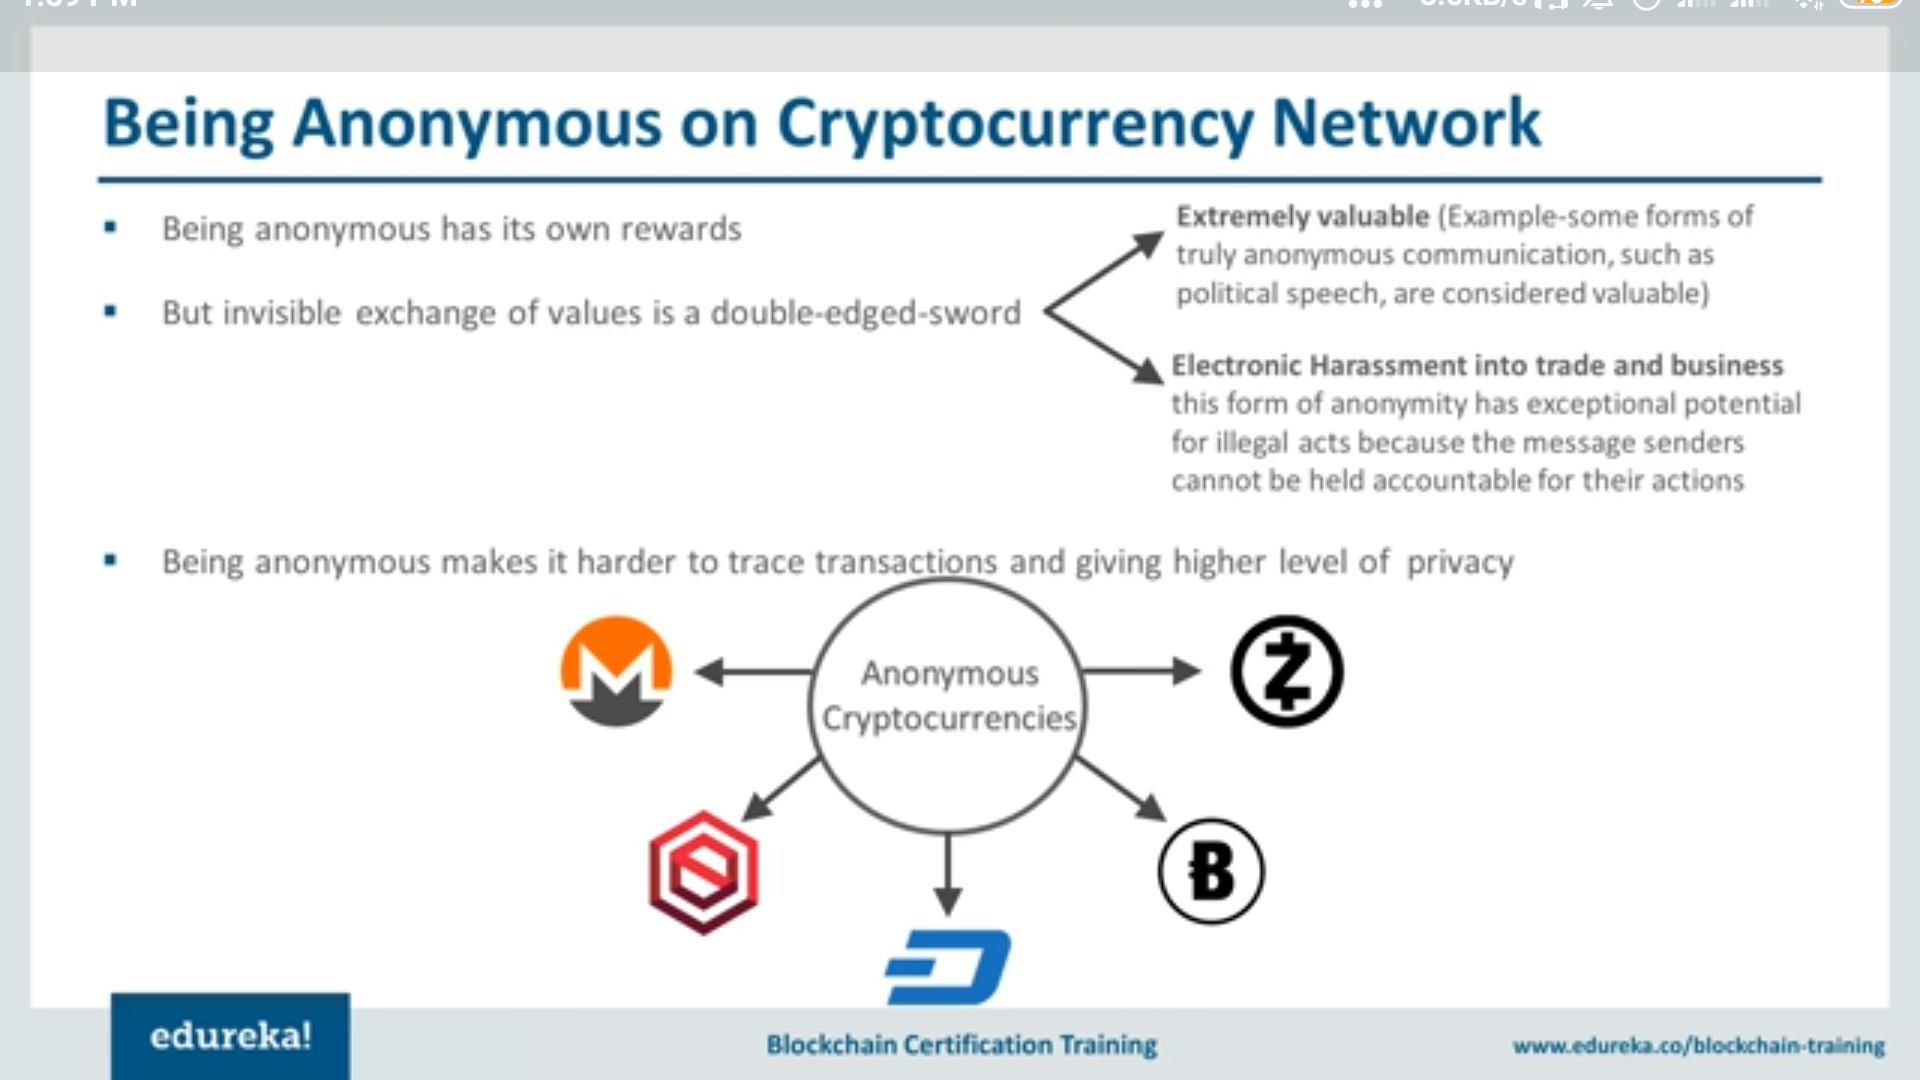 Being Anonymous on Cryptocurrency Network
Being anonymous has its own rewards
But invisible exchange of values is a double-edged-sword
Extremely valuable (Example-some forms of
truly anonymous communication, such as
political speech, are considered valuable)
Electronic Harassment into trade and business
this form of anonymity has exceptional potential
for illegal acts because the message senders
cannot be held accountable for their actions
Being anonymous makes it harder to trace transactions and giving higher level of privacy
Anonymous
Cryptocurrencies
edureka!
Blockchain Certification Training
www.edureka.co/blockchain-training